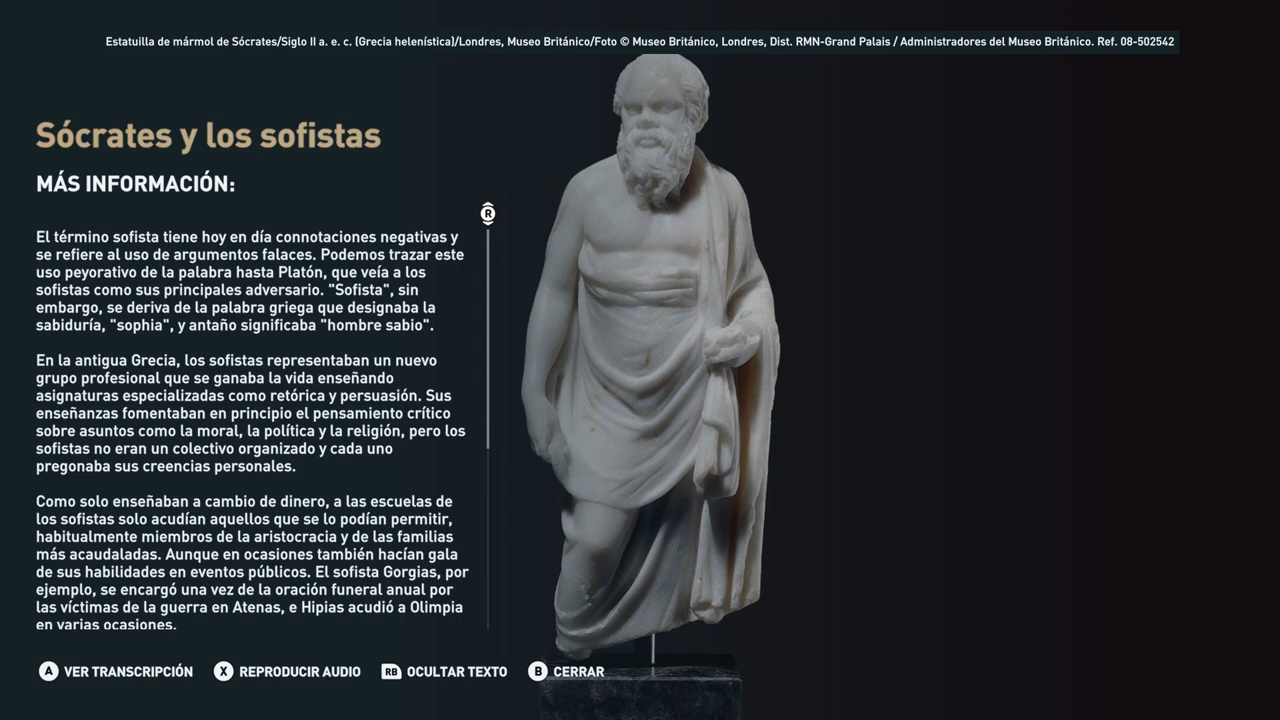 Estatuilla de mármol de Sócrates/Siglo II a. e. c. (Grecia helenística)/Londres, Museo Británico/Foto © Museo Británico, Londres, Dist. RMN-Grand Palais / Administradores del Museo Británico. Ref. 08-502542
Sócrates y los sofistas
MÁS INFORMACIÓN:
R
El término sofista tiene hoy en día connotaciones negativas y
se refiere al uso de argumentos falaces. Podemos trazar este
uso peyorativo de la palabra hasta Platón, que veía a los
sofistas como sus principales adversario. "Sofista", sin
embargo, se deriva de la palabra griega que designaba la
sabiduría, "sophia", y antaño significaba "hombre sabio".
En la antigua Grecia, los sofistas representaban un nuevo
grupo profesional que se ganaba la vida enseñando
asignaturas especializadas como retórica y persuasión. Sus
enseñanzas fomentaban en principio el pensamiento crítico
sobre asuntos como la moral, la política y la religión, pero los
sofistas no eran un colectivo organizado y cada uno
pregonaba sus creencias personales.
Como solo enseñaban a cambio de dinero, a las escuelas de
los sofistas solo acudían aquellos que se lo podían permitir,
habitualmente miembros de la aristocracia y de las familias
más acaudaladas. Aunque en ocasiones también hacían gala
de sus habilidades en eventos públicos. El sofista Gorgias, por
ejemplo, se encargó una vez de la oración funeral anual por
las víctimas de la guerra en Atenas, e Hipias acudió a Olimpia
en varias ocasiones.
A VER TRANSCRIPCIÓN X REPRODUCIR AUDIO RB OCULTAR TEXTO B CERRAR